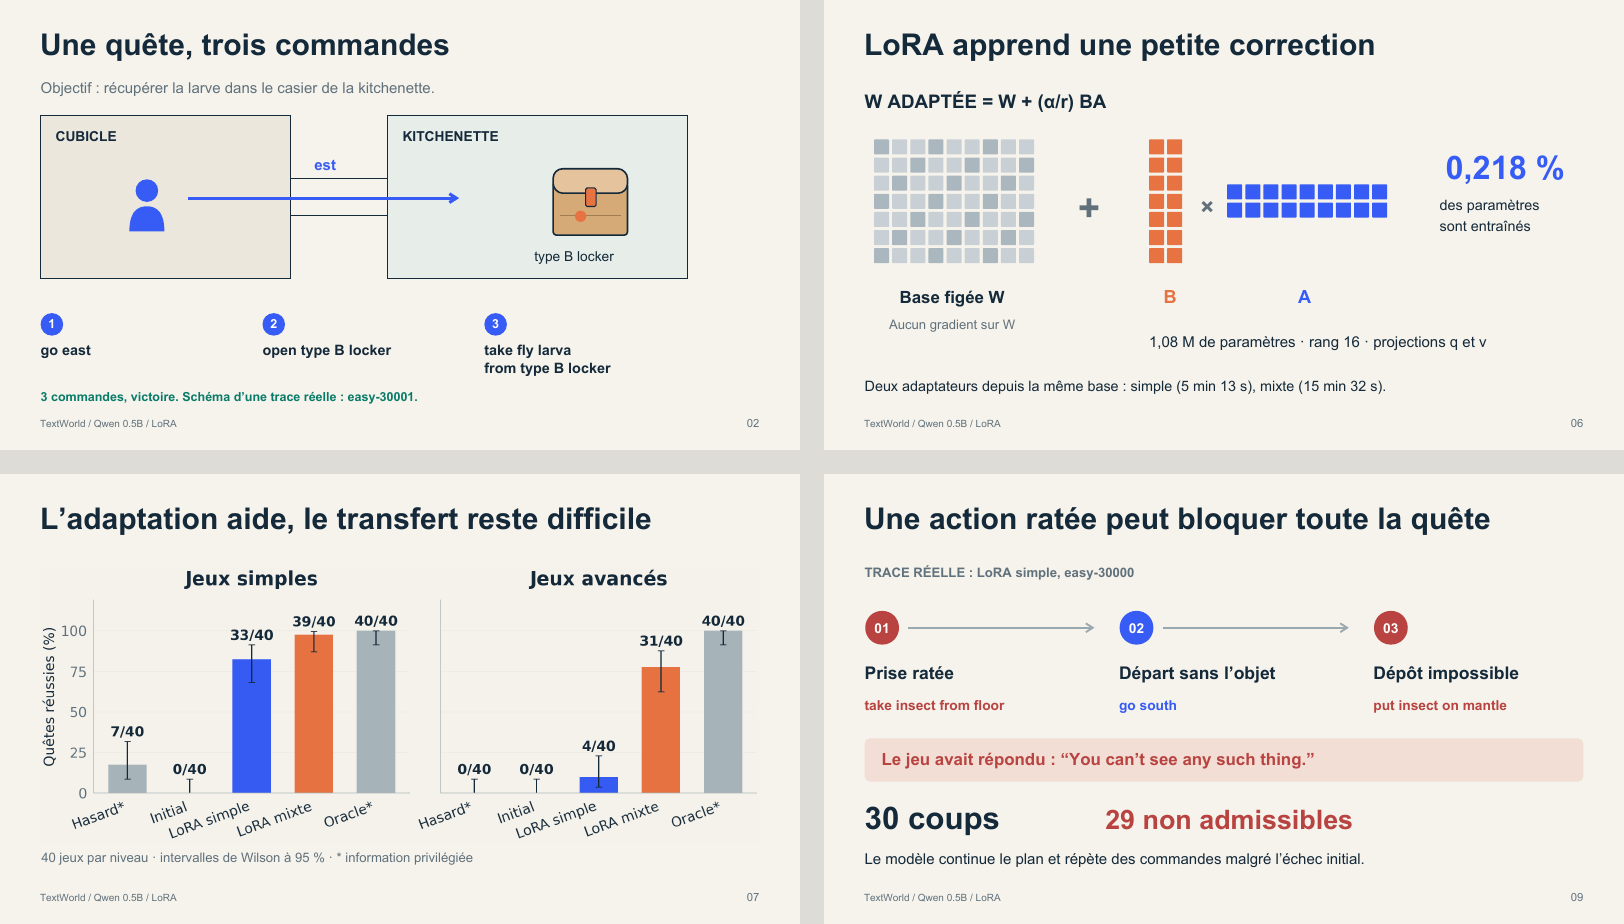 Une quête, trois commandes
Objectif : récupérer la larve dans le casier de la kitchenette.
CUBICLE
KITCHENETTE
est
type B locker
1
2
3
go east
open type B locker
take fly larva
from type B locker
3 commandes, victoire. Schéma d’une trace réelle : easy-30001.
TextWorld / Qwen 0.5B / LoRA
02
LoRA apprend une petite correction
W ADAPTÉE = W + (α/r) BA
+
×
0,218 %
des paramètres
sont entraînés
Base figée W
B
A
Aucun gradient sur W
1,08 M de paramètres · rang 16 · projections q et v
Deux adaptateurs depuis la même base : simple (5 min 13 s), mixte (15 min 32 s).
TextWorld / Qwen 0.5B / LoRA
06
L’adaptation aide, le transfert reste difficile
Jeux simples
Jeux avancés
Quêtes réussies (%)
100
75
50
25
0
7/40
0/40
33/40
39/40
40/40
0/40
0/40
4/40
31/40
40/40
Hasard*
Initial
LoRA simple
LoRA mixte
Oracle*
Hasard*
Initial
LoRA simple
LoRA mixte
Oracle*
40 jeux par niveau · intervalles de Wilson à 95 % · * information privilégiée
TextWorld / Qwen 0.5B / LoRA
07
Une action ratée peut bloquer toute la quête
TRACE RÉELLE : LoRA simple, easy-30000
01
02
03
Prise ratée
Départ sans l’objet
Dépôt impossible
take insect from floor
go south
put insect on mantle
Le jeu avait répondu : “You can’t see any such thing.”
30 coups
29 non admissibles
Le modèle continue le plan et répète des commandes malgré l’échec initial.
TextWorld / Qwen 0.5B / LoRA
09